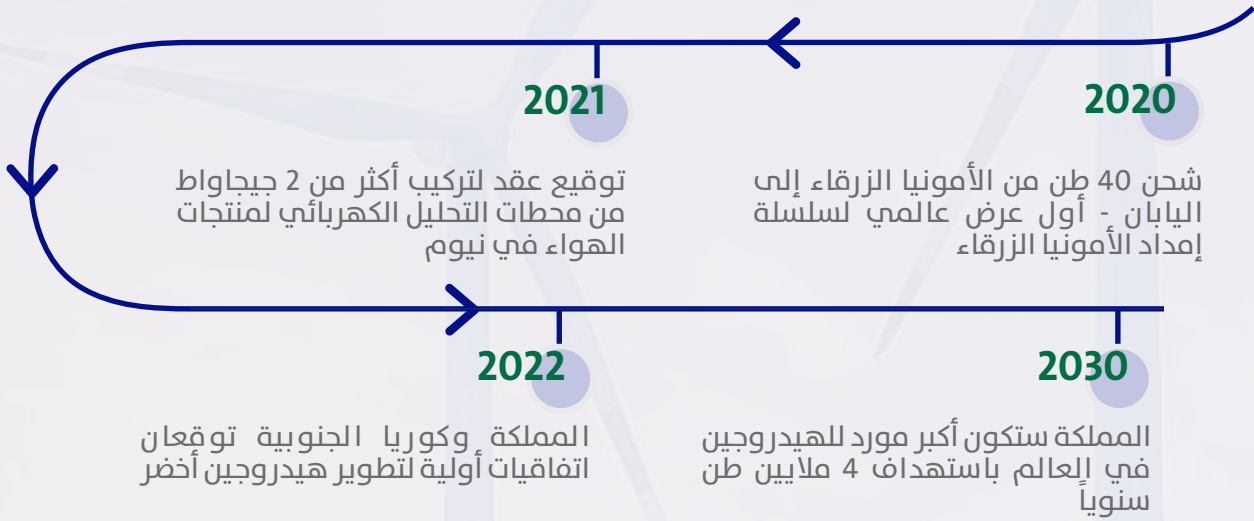 2020
شحن 40 طن من الأمونيا الزرقاء إلى
اليابان - أول عرض عالمي لسلسلة
إمداد الأمونيا الزرقاء
2021
توقيع عقد لتركيب أكثر من 2 جيجاواط
من محطات التحليل الكهربائي لمنتجات
الهواء في نيوم
2022
المملكة وكوريا الجنوبية توقعان
اتفاقيات أولية لتطوير هيدروجين أخضر
2030
المملكة ستكون أكبر مورد للهيدروجين
في العالم باستهداف 4 ملايين طن
سنوياً